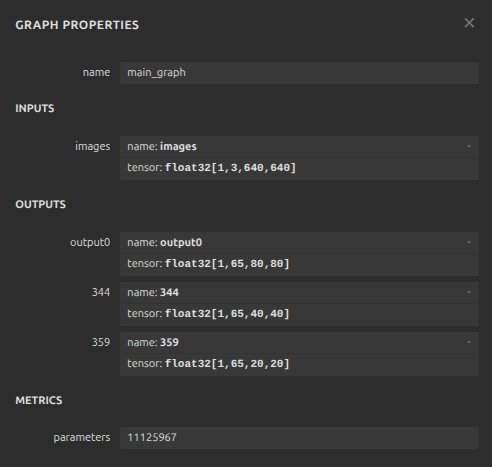 GRAPH PROPERTIES ×
name main_graph
INPUTS
images name: images -
tensor: float32[1,3,640,640]
OUTPUTS
output0 name: output0 -
tensor: float32[1,65,80,80]
344 name: 344 -
tensor: float32[1,65,40,40]
359 name: 359 -
tensor: float32[1,65,20,20]
METRICS
parameters 11125967